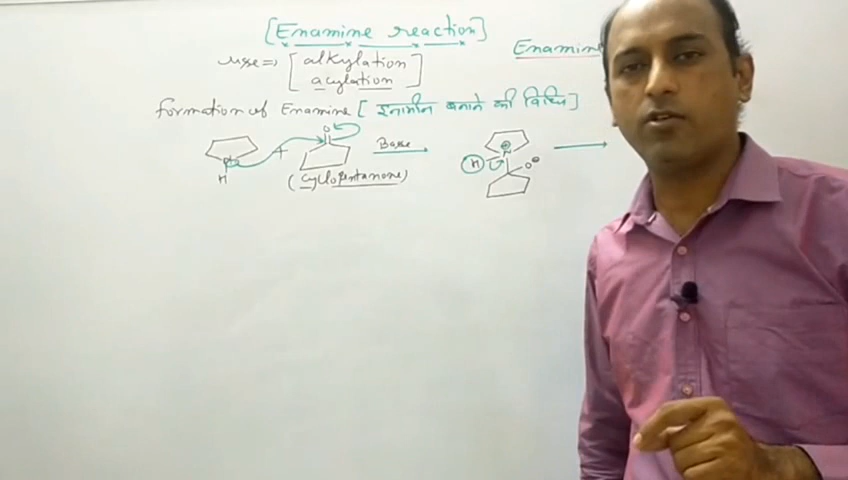 [Enamine reaction]
Enamine
use => [alkylation
acylation]
formation of Enamine [इनामीन बनाने की विधि]
O
N
H
+
(cyclopentanone)
Base
⊕
N
H
O⊖